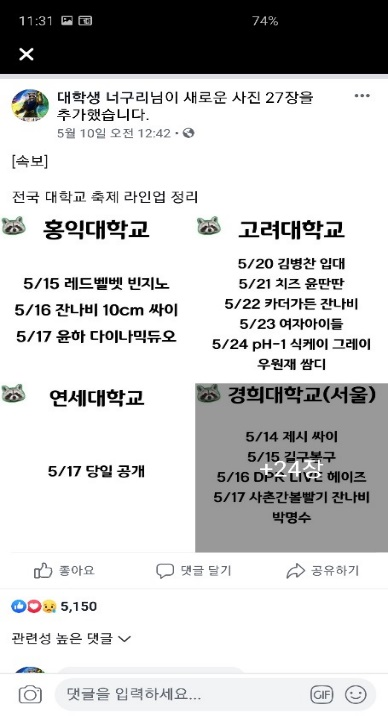 11:31
74%
대학생 너구리님이 새로운 사진 27장을
추가했습니다.
5월 10일 오전 12:42
[속보]
전국 대학교 축제 라인업 정리
홍익대학교
5/15 레드벨벳 빈지노
5/16 잔나비 10cm 싸이
5/17 윤하 다이나믹듀오
고려대학교
5/20 김병찬 입대
5/21 치즈 윤딴딴
5/22 카더가든 잔나비
5/23 여자아이들
5/24 pH-1 식케이 그레이
우원재 쌈디
연세대학교
5/17 당일 공개
경희대학교(서울)
5/14 제시 싸이
5/15 길구봉구
+24장
5/16 DPR LIVE 헤이즈
5/17 사촌간볼빨기 잔나비
박명수
좋아요
댓글 달기
공유하기
5,150
관련성 높은 댓글
댓글을 입력하세요...
GIF